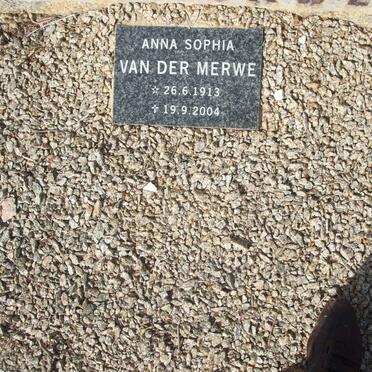 ANNA SOPHIA
VAN DER MERWE
☆ 26.6.1913
✝ 19.9.2004